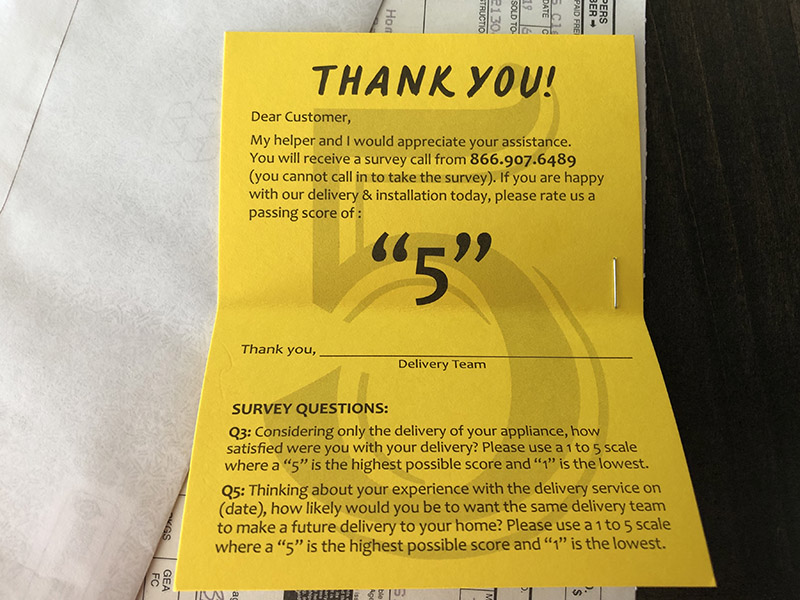 THANK YOU!
Dear Customer,
My helper and I would appreciate your assistance.
You will receive a survey call from 866.907.6489
(you cannot call in to take the survey). If you are happy
with our delivery & installation today, please rate us a
passing score of :
“5”
Thank you,
Delivery Team
SURVEY QUESTIONS:
Q3: Considering only the delivery of your appliance, how
satisfied were you with your delivery? Please use a 1 to 5 scale
where a “5” is the highest possible score and “1” is the lowest.
Q5: Thinking about your experience with the delivery service on
(date), how likely would you be to want the same delivery team
to make a future delivery to your home? Please use a 1 to 5 scale
where a “5” is the highest possible score and “1” is the lowest.
5
SOLD TO
DATE
GEA
FC